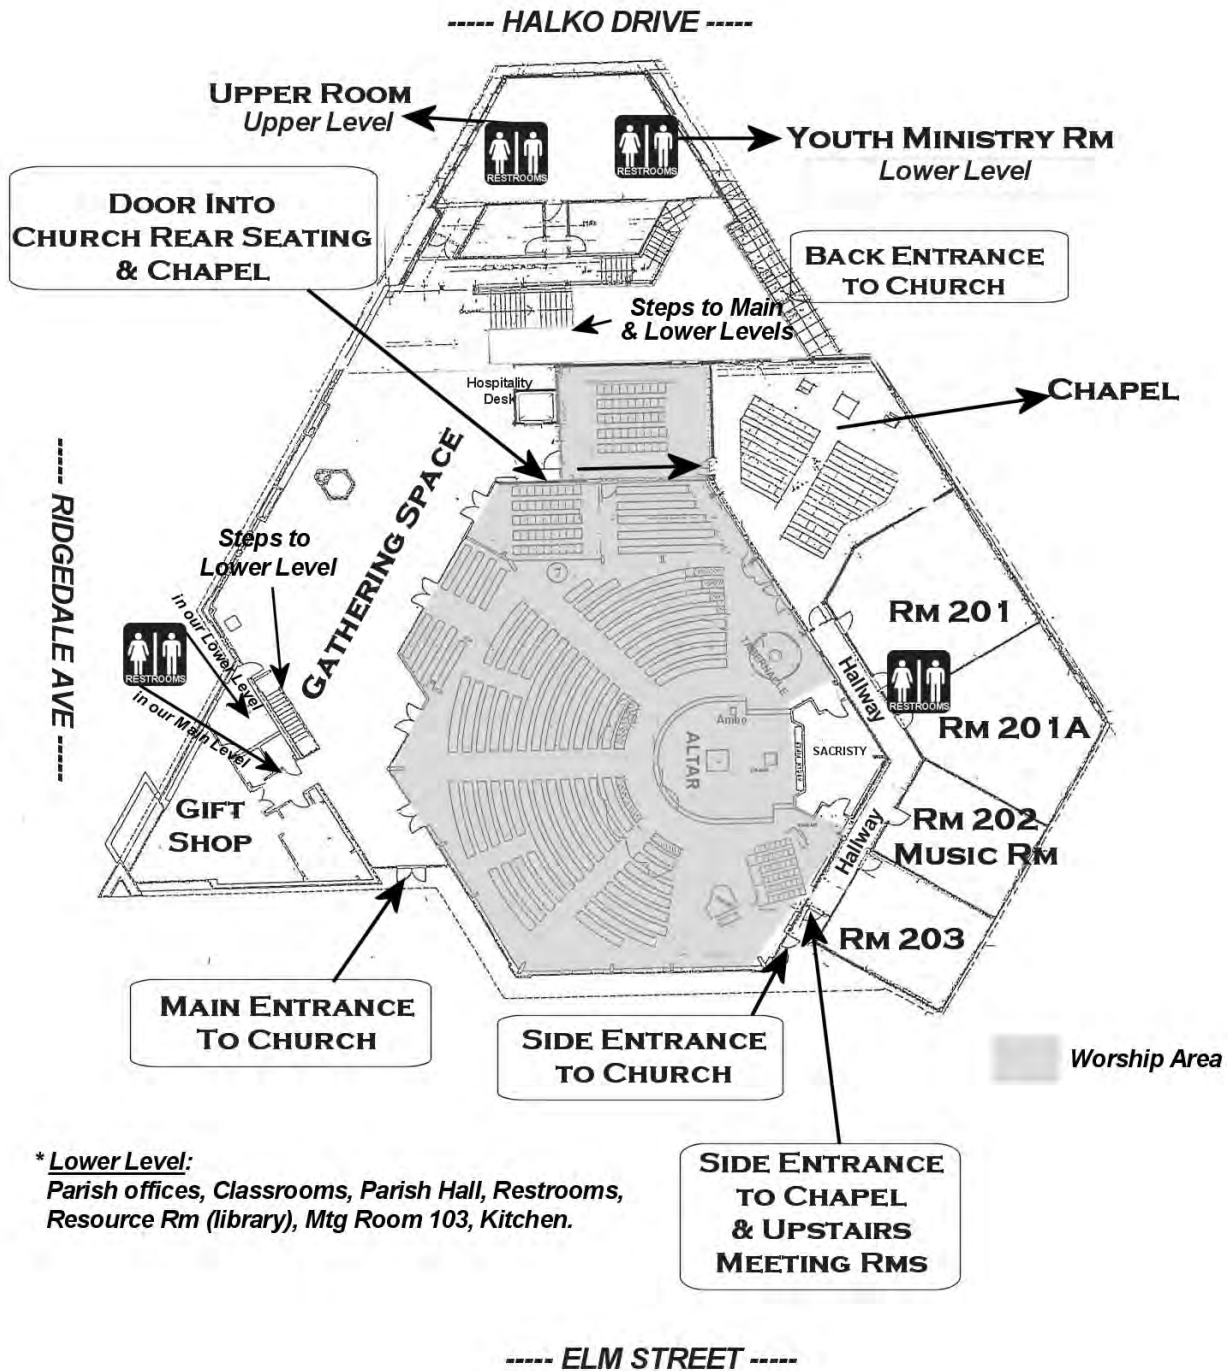 ----- HALKO DRIVE -----
UPPER ROOM
Upper Level
RESTROOMS
RESTROOMS
YOUTH MINISTRY RM
Lower Level
DOOR INTO
CHURCH REAR SEATING
& CHAPEL
BACK ENTRANCE
TO CHURCH
Steps to Main
& Lower Levels
Hospitality
Desk
CHAPEL
----- RIDGEDALE AVE -----
GATHERING SPACE
Steps to
Lower Level
in our Lower Level
RESTROOMS
in our Main Level
GIFT
SHOP
7
TABERNACLE
Ambo
ALTAR
SACRISTY
Hallway
RM 201
RESTROOMS
RM 201A
Hallway
RM 202
MUSIC RM
RM 203
MAIN ENTRANCE
TO CHURCH
SIDE ENTRANCE
TO CHURCH
Worship Area
SIDE ENTRANCE
TO CHAPEL
& UPSTAIRS
MEETING RMS
* Lower Level:
Parish offices, Classrooms, Parish Hall, Restrooms,
Resource Rm (library), Mtg Room 103, Kitchen.
----- ELM STREET -----